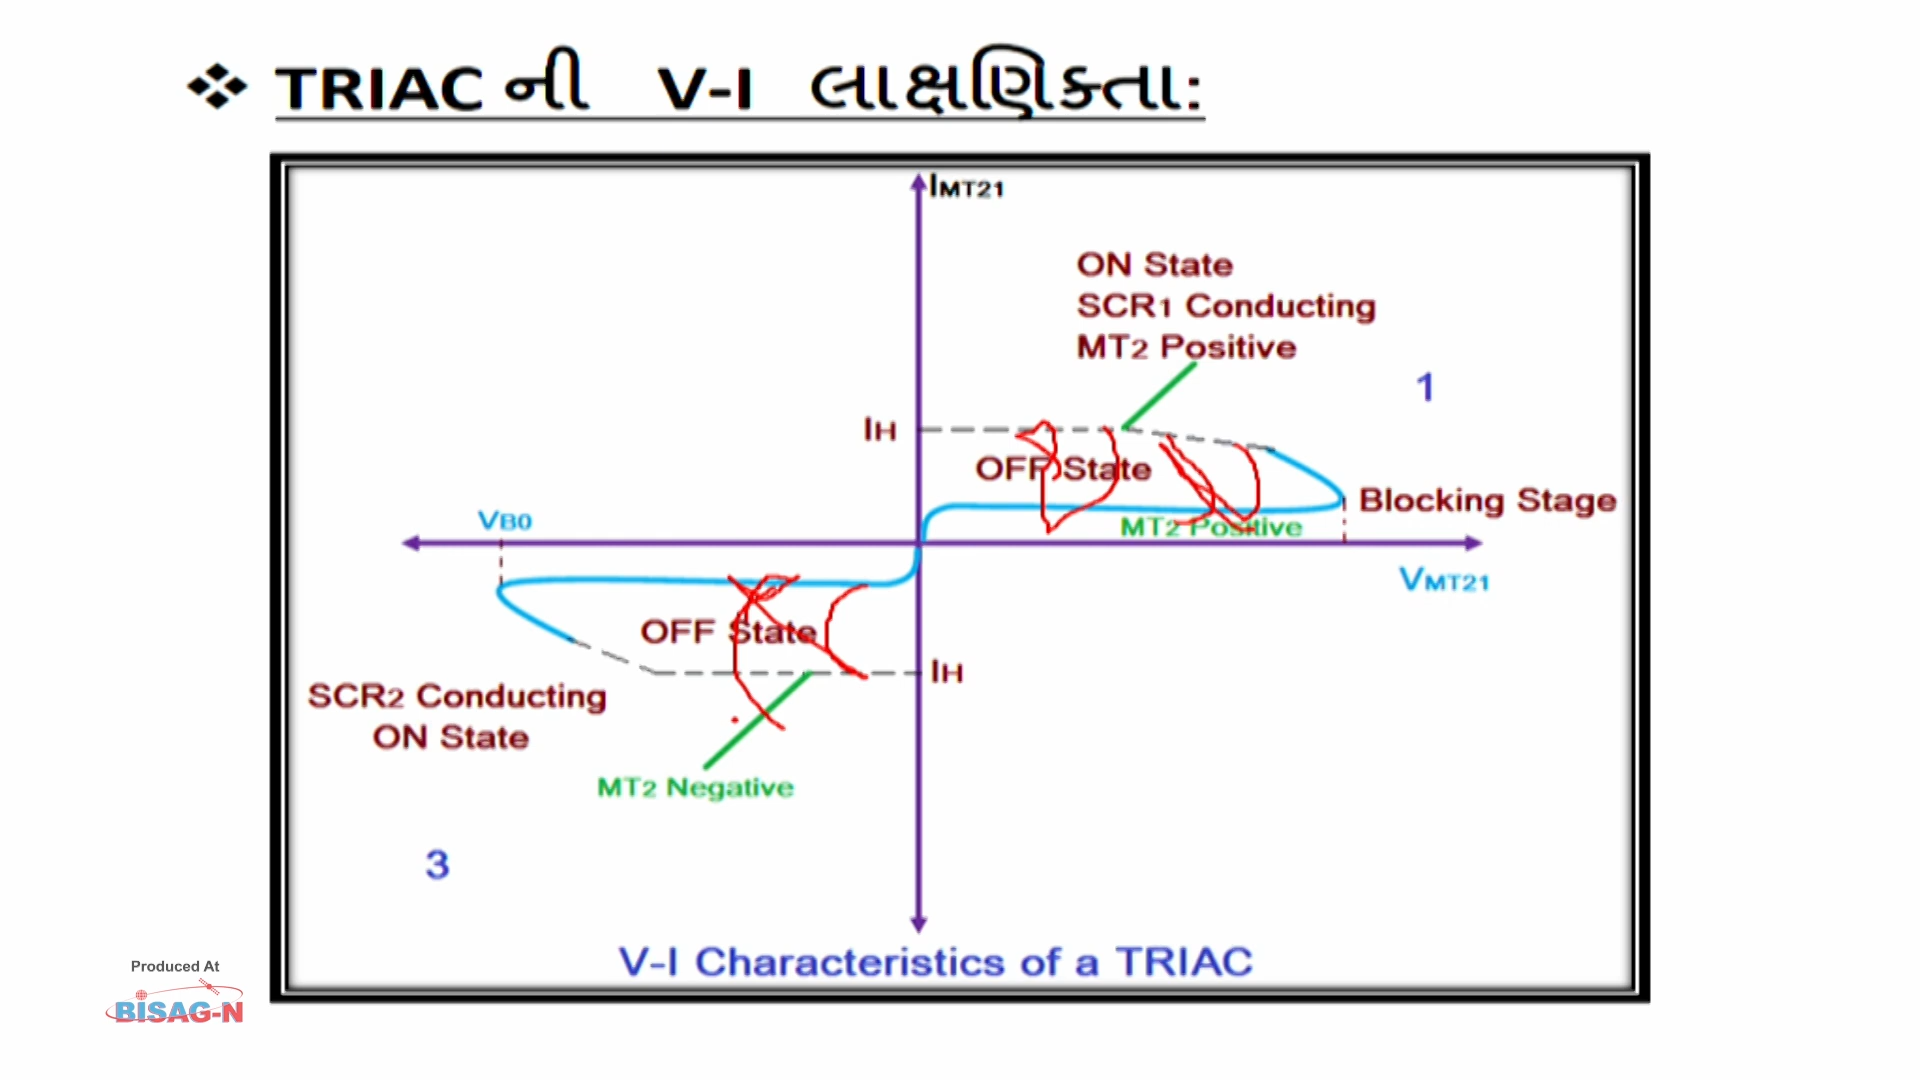 ❖ TRIAC ની V-I લાક્ષણિકતા:
IMT21
ON State
SCR1 Conducting
MT2 Positive
1
IH
OFF State
Blocking Stage
VB0
MT2 Positive
VMT21
OFF State
IH
SCR2 Conducting
ON State
MT2 Negative
3
V-I Characteristics of a TRIAC
Produced At
BISAG-N